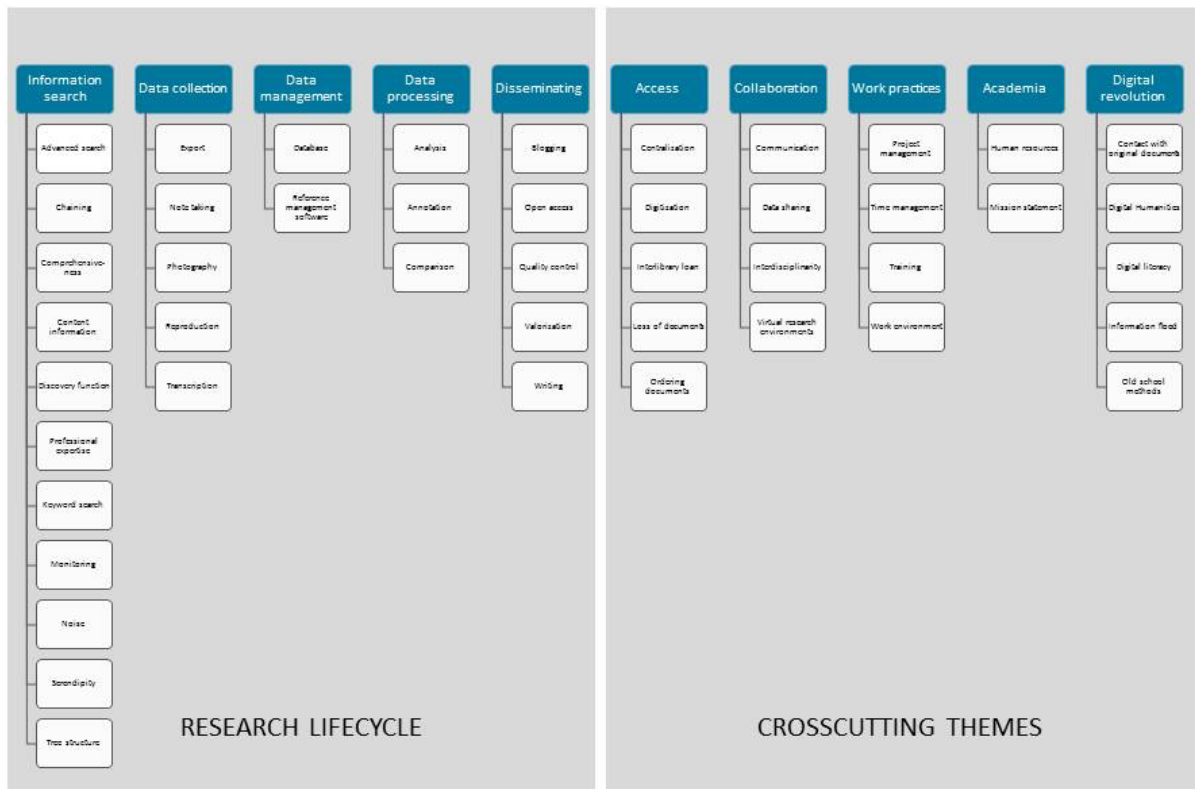 Information
search
Advanced search
Chaining
Comprehensive-
ness
Content
information
Discovery function
Professional
expertise
Keyword search
Monitoring
Noise
Serendipity
Tree structure
Data collection
Export
Note taking
Photography
Reproduction
Transcription
Data
management
Database
Reference
management
software
Data
processing
Analysis
Annotation
Comparison
Disseminating
Blogging
Open access
Quality control
Valorisation
Writing
RESEARCH LIFECYCLE
Access
Centralisation
Digitisation
Interlibrary loan
Loss of documents
Ordering
documents
Collaboration
Communication
Data sharing
Interdisciplinarity
Virtual research
environments
Work practices
Project
management
Time management
Training
Work environment
Academia
Human resources
Mission statement
Digital
revolution
Contact with
original document
Digital Humanities
Digital literacy
Information flood
Old school
methods
CROSSCUTTING THEMES